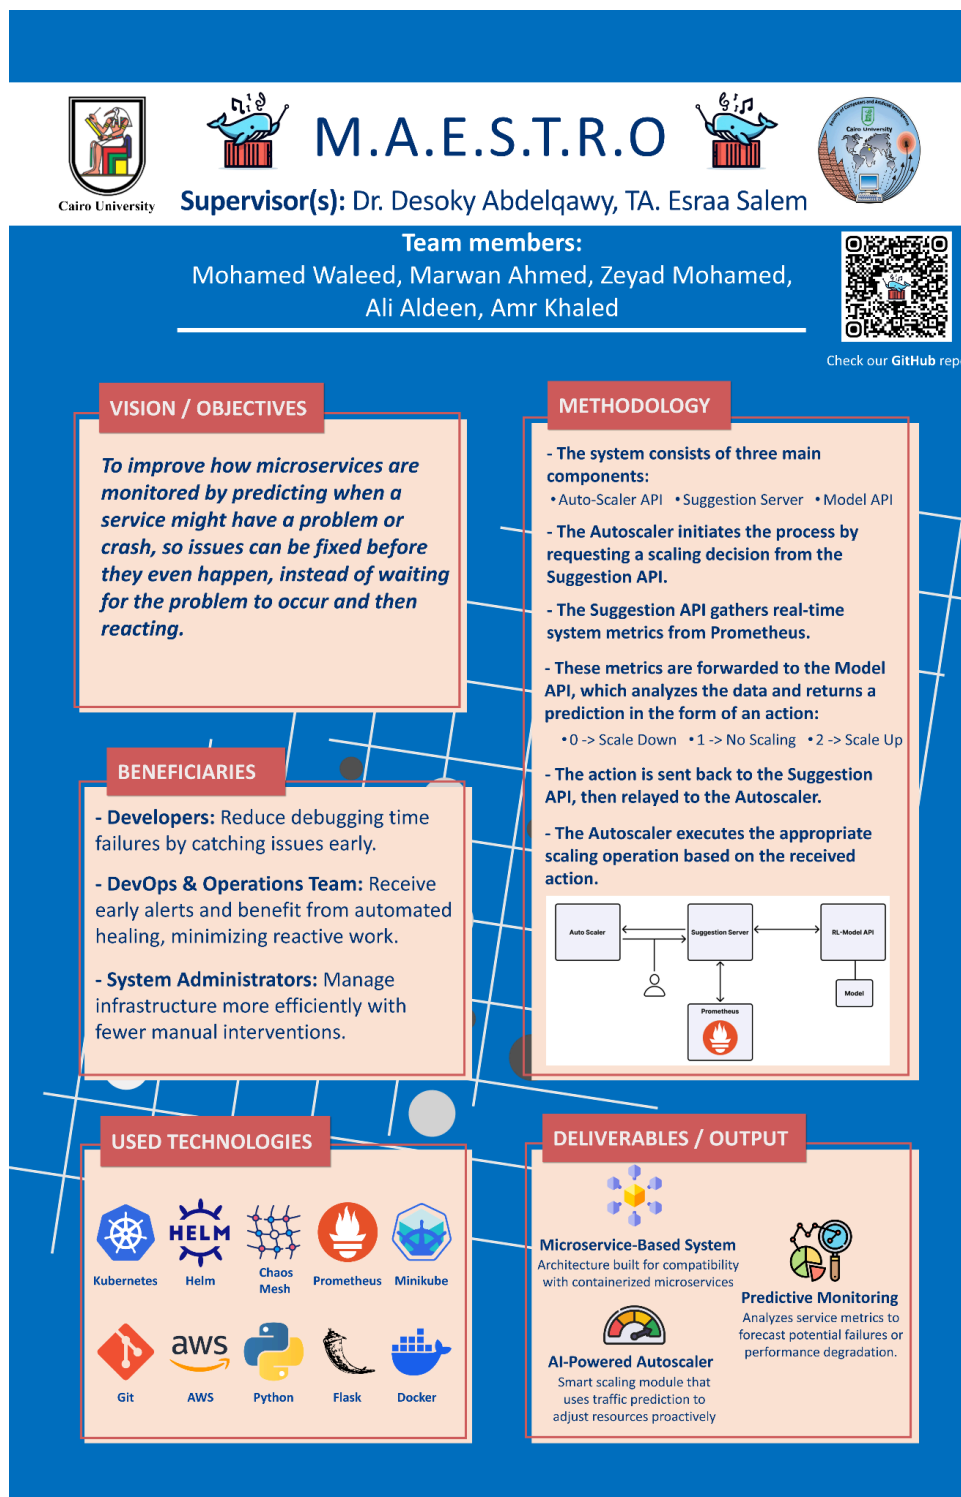 Cairo University
M.A.E.S.T.R.O
Supervisor(s): Dr. Desoky Abdelqawy, TA. Esraa Salem
Faculty of Computers and Artificial Intelligence
Cairo University
Team members:
Mohamed Waleed, Marwan Ahmed, Zeyad Mohamed,
Ali Aldeen, Amr Khaled
Check our GitHub rep
VISION / OBJECTIVES
To improve how microservices are
monitored by predicting when a
service might have a problem or
crash, so issues can be fixed before
they even happen, instead of waiting
for the problem to occur and then
reacting.
BENEFICIARIES
- Developers: Reduce debugging time
failures by catching issues early.
- DevOps & Operations Team: Receive
early alerts and benefit from automated
healing, minimizing reactive work.
- System Administrators: Manage
infrastructure more efficiently with
fewer manual interventions.
USED TECHNOLOGIES
HELM
Kubernetes
Helm
Chaos
Mesh
Prometheus
Minikube
aws
Git
AWS
Python
Flask
Docker
METHODOLOGY
- The system consists of three main
components:
• Auto-Scaler API • Suggestion Server • Model API
- The Autoscaler initiates the process by
requesting a scaling decision from the
Suggestion API.
- The Suggestion API gathers real-time
system metrics from Prometheus.
- These metrics are forwarded to the Model
API, which analyzes the data and returns a
prediction in the form of an action:
• 0 -> Scale Down • 1 -> No Scaling • 2 -> Scale Up
- The action is sent back to the Suggestion
API, then relayed to the Autoscaler.
- The Autoscaler executes the appropriate
scaling operation based on the received
action.
Auto Scaler
Suggestion Server
RL-Model API
Model
Prometheus
DELIVERABLES / OUTPUT
Microservice-Based System
Architecture built for compatibility
with containerized microservices
Predictive Monitoring
Analyzes service metrics to
forecast potential failures or
performance degradation.
AI-Powered Autoscaler
Smart scaling module that
uses traffic prediction to
adjust resources proactively